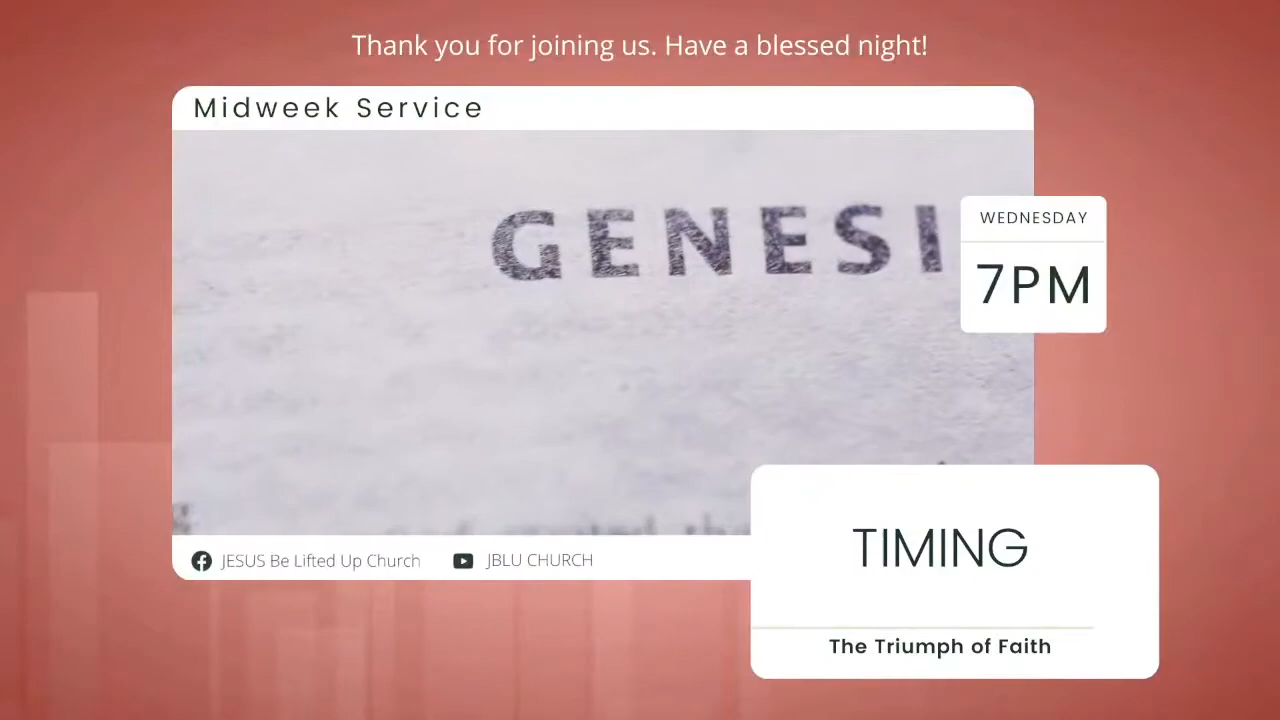 Thank you for joining us. Have a blessed night!
Midweek Service
GENESI
WEDNESDAY
7PM
TIMING
The Triumph of Faith
JESUS Be Lifted Up Church
JBLU CHURCH